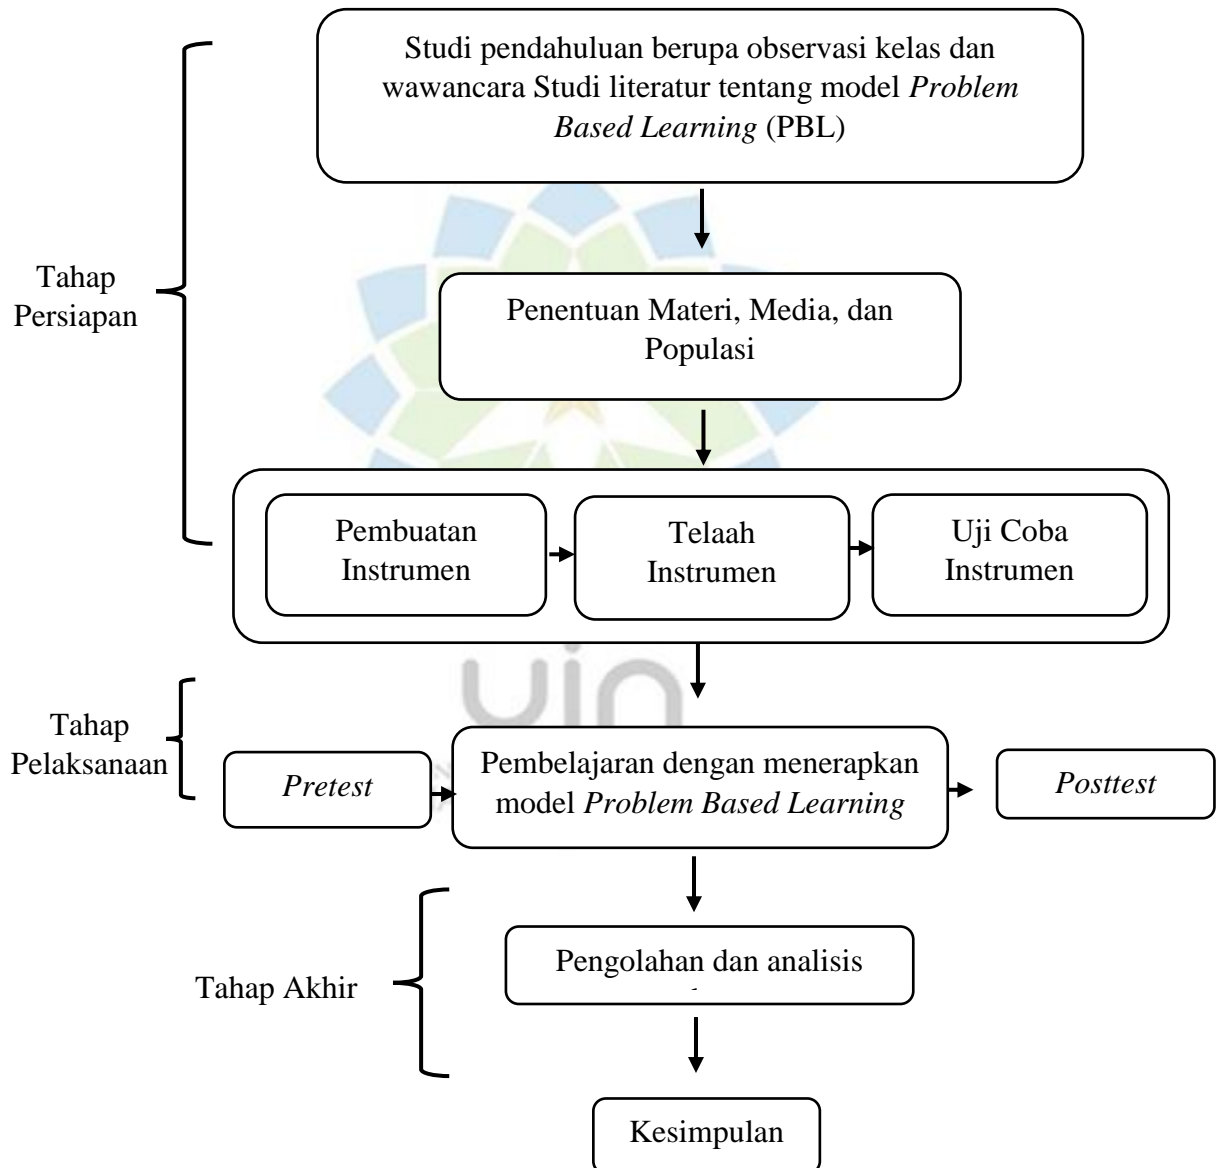 Studi pendahuluan berupa observasi kelas dan
wawancara Studi literatur tentang model Problem
Based Learning (PBL)
Tahap
Persiapan
Penentuan Materi, Media, dan
Populasi
Pembuatan
Instrumen
Telaah
Instrumen
Uji Coba
Instrumen
uin
Tahap
Pelaksanaan
Pretest
Pembelajaran dengan menerapkan
model Problem Based Learning
Posttest
Tahap Akhir
Pengolahan dan analisis
Kesimpulan